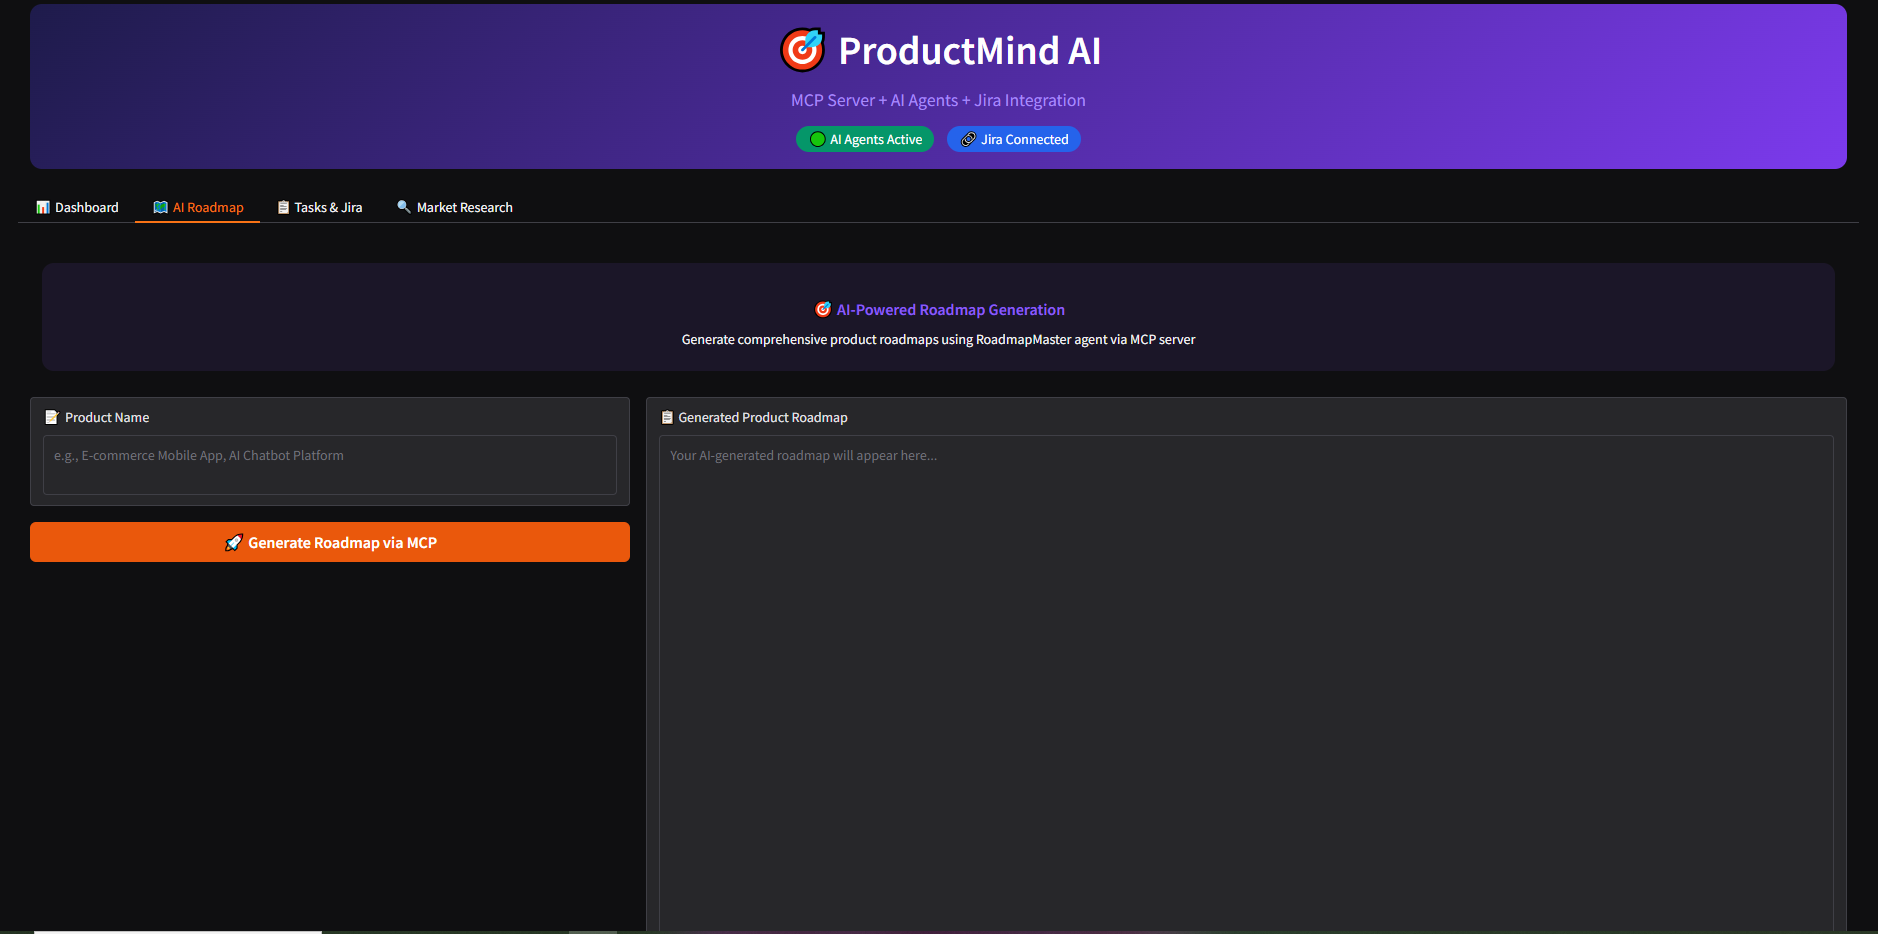 ProductMind AI
MCP Server + AI Agents + Jira Integration
AI Agents Active
Jira Connected
Dashboard
AI Roadmap
Tasks & Jira
Market Research
AI-Powered Roadmap Generation
Generate comprehensive product roadmaps using RoadmapMaster agent via MCP server
Product Name
e.g., E-commerce Mobile App, AI Chatbot Platform
Generate Roadmap via MCP
Generated Product Roadmap
Your AI-generated roadmap will appear here...